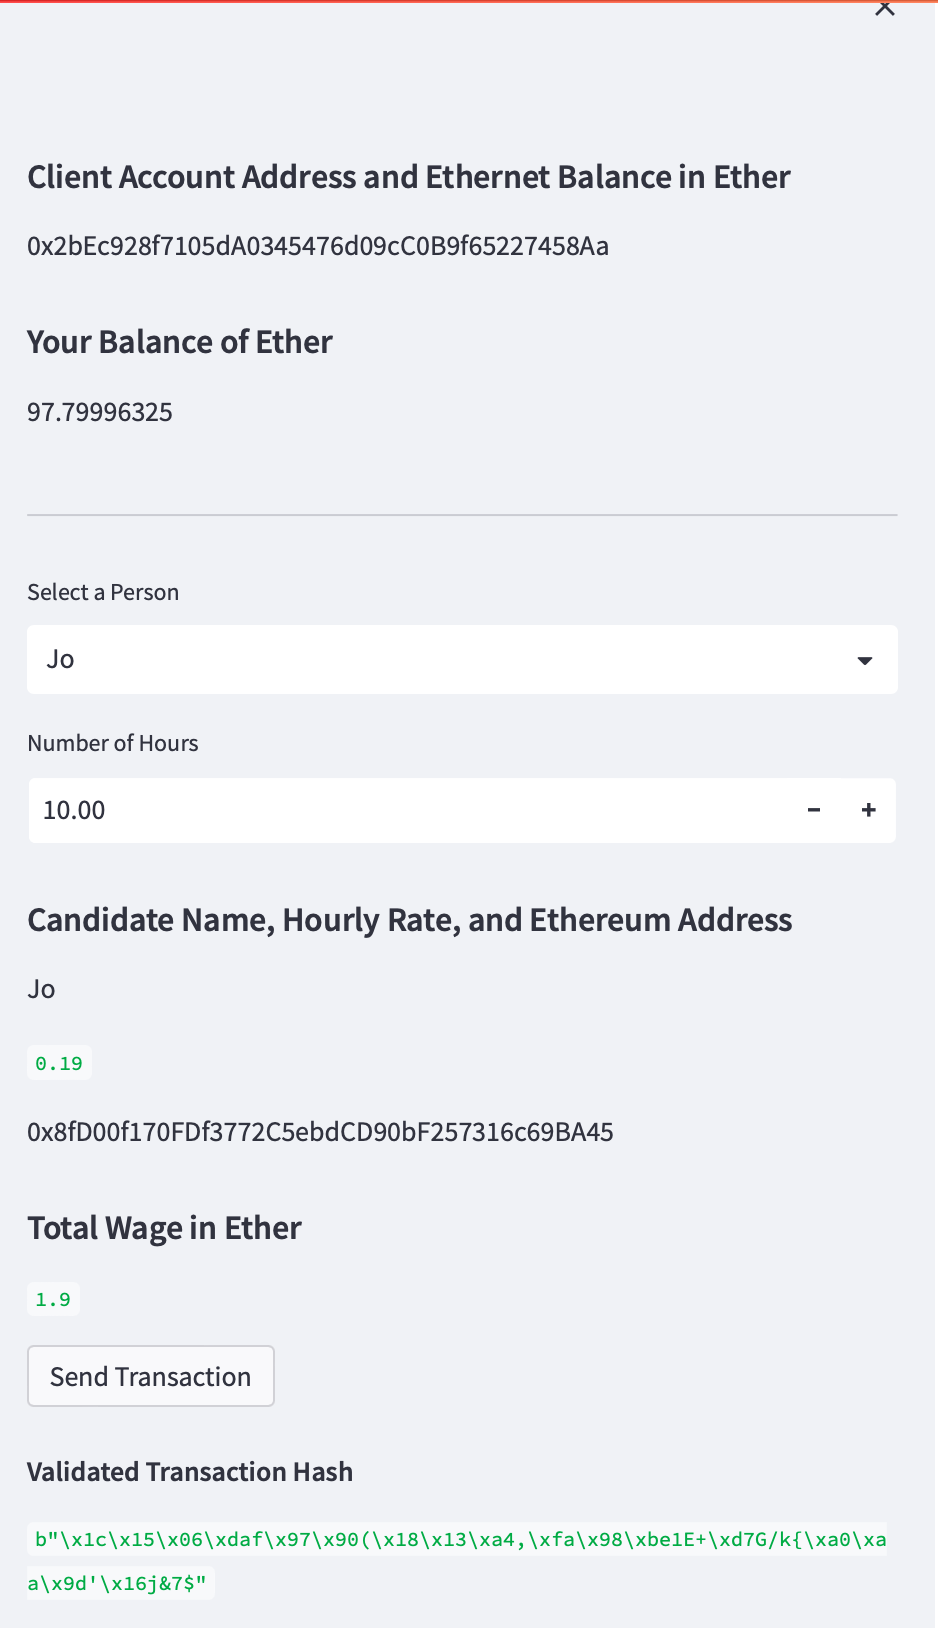 Client Account Address and Ethernet Balance in Ether
0x2bEc928f7105dA0345476d09cC0B9f65227458Aa
Your Balance of Ether
97.79996325
Select a Person
Jo
Number of Hours
10.00
Candidate Name, Hourly Rate, and Ethereum Address
Jo
0.19
0x8fD00f170FDf3772C5ebdCD90bF257316c69BA45
Total Wage in Ether
1.9
Send Transaction
Validated Transaction Hash
b"\x1c\x15\x06\xdaf\x97\x90(\x18\x13\xa4,\xfa\x98\xbe1E+\xd7G/k{\xa0\xa
a\x9d'\x16j&7$"